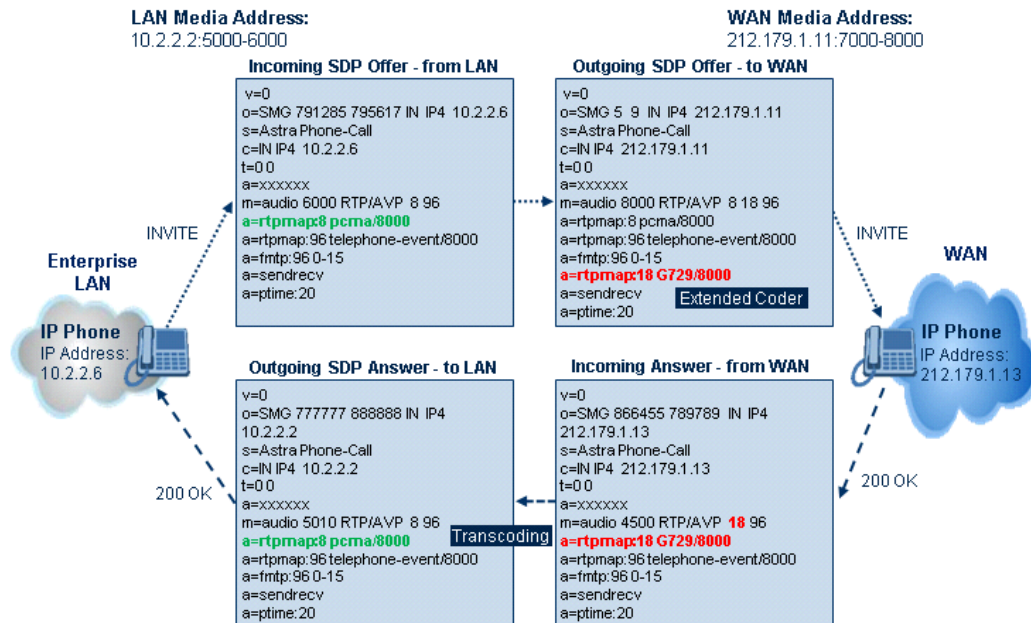 LAN Media Address:
10.2.2.2:5000-6000
WAN Media Address:
212.179.1.11:7000-8000
Incoming SDP Offer - from LAN
v=0
o=SMG 791285 795617 IN IP4 10.2.2.6
s=Astra Phone-Call
c=IN IP4 10.2.2.6
t=0 0
a=xxxxxx
m=audio 6000 RTP/AVP 8 96
a=rtpmap:8 pcma/8000
a=rtpmap:96 telephone-event/8000
a=fmtp:96 0-15
a=sendrecv
a=ptime:20
Outgoing SDP Offer - to WAN
v=0
o=SMG 5 9 IN IP4 212.179.1.11
s=Astra Phone-Call
c=IN IP4 212.179.1.11
t=0 0
a=xxxxxx
m=audio 8000 RTP/AVP 8 18 96
a=rtpmap:8 pcma/8000
a=rtpmap:96 telephone-event/8000
a=fmtp:96 0-15
a=rtpmap:18 G729/8000
a=sendrecv
Extended Coder
a=ptime:20
INVITE
INVITE
Enterprise
LAN
IP Phone
IP Address:
10.2.2.6
WAN
IP Phone
IP Address:
212.179.1.13
Outgoing SDP Answer - to LAN
v=0
o=SMG 777777 888888 IN IP4
10.2.2.2
s=Astra Phone-Call
c=IN IP4 10.2.2.2
t=0 0
a=xxxxxx
m=audio 5010 RTP/AVP 8 96
a=rtpmap:8 pcma/8000
a=rtpmap:96 telephone-event/8000
a=fmtp:96 0-15
a=sendrecv
a=ptime:20
Transcoding
Incoming Answer - from WAN
v=0
o=SMG 866455 789789 IN IP4
212.179.1.13
s=Astra Phone-Call
c=IN IP4 212.179.1.13
t=0 0
a=xxxxxx
m=audio 4500 RTP/AVP 18 96
a=rtpmap:18 G729/8000
a=rtpmap:96 telephone-event/8000
a=fmtp:96 0-15
a=sendrecv
a=ptime:20
200 OK
200 OK